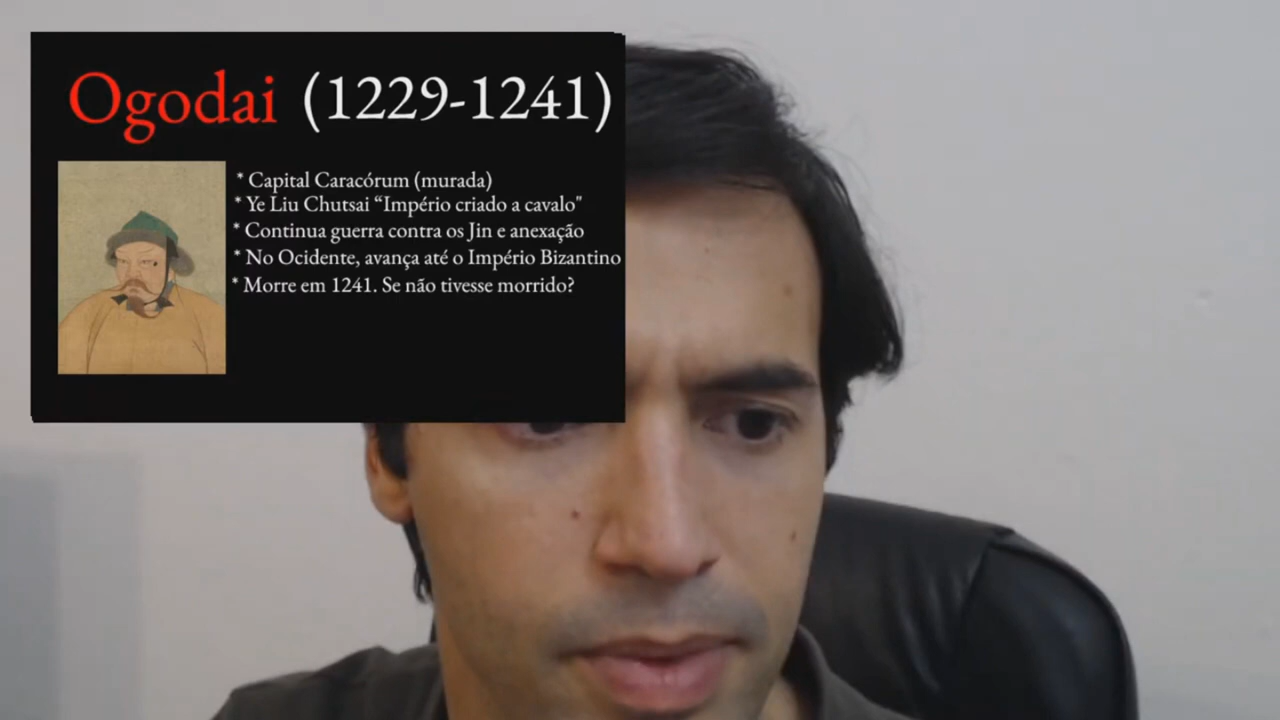 Ogodai (1229-1241)
* Capital Caracórum (murada)
* Ye Liu Chutsai “Império criado a cavalo"
* Continua guerra contra os Jin e anexação
* No Ocidente, avança até o Império Bizantino
* Morre em 1241. Se não tivesse morrido?